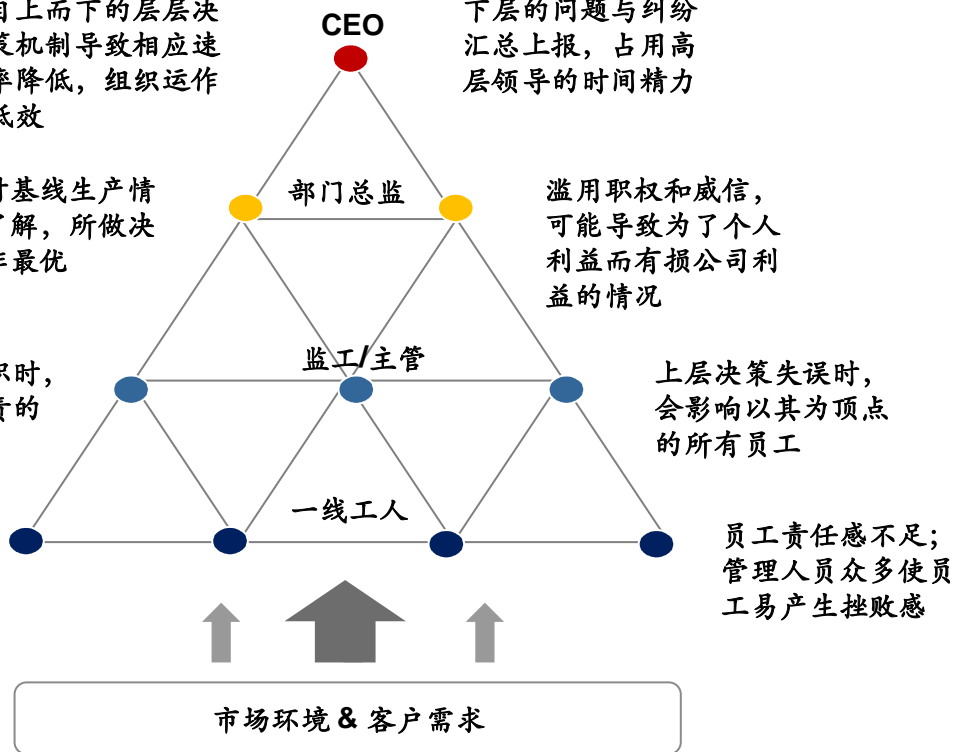 自上而下的层层决
策机制导致相应速
率降低，组织运作
低效
CEO
下层的问题与纠纷
汇总上报，占用高
层领导的时间精力
对基线生产情
了解，所做决
非最优
部门总监
滥用职权和威信，
可能导致为了个人
利益而有损公司利
益的情况
职时，
责的
监工/主管
上层决策失误时，
会影响以其为顶点
的所有员工
一线工人
员工责任感不足；
管理人员众多使员
工易产生挫败感
市场环境 & 客户需求